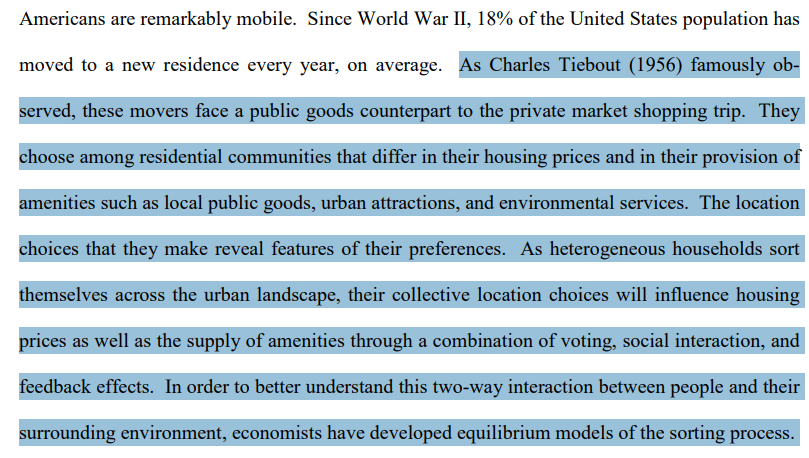 Americans are remarkably mobile.  Since World War II, 18% of the United States population has
moved to a new residence every year, on average.  As Charles Tiebout (1956) famously ob-
served, these movers face a public goods counterpart to the private market shopping trip.  They
choose among residential communities that differ in their housing prices and in their provision of
amenities such as local public goods, urban attractions, and environmental services.  The location
choices that they make reveal features of their preferences.  As heterogeneous households sort
themselves across the urban landscape, their collective location choices will influence housing
prices as well as the supply of amenities through a combination of voting, social interaction, and
feedback effects.  In order to better understand this two-way interaction between people and their
surrounding environment, economists have developed equilibrium models of the sorting process.